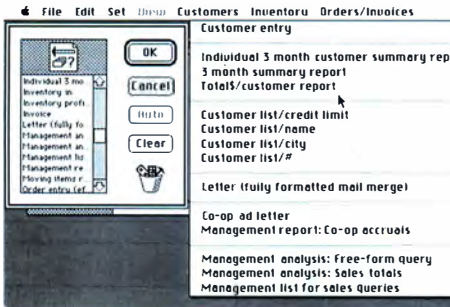 File Edit Set Draw Customers Inventory Orders/Invoices
Customer entry
Individual 3 month customer summary rep
3 month summary report
Total$/customer report
Customer list/credit limit
Customer list/name
Customer list/city
Customer list/#
Letter (fully formatted mail merge)
Co-op ad letter
Management report: Co-op accruals
Management analysis: Free-form query
Management analysis: Sales totals
Management list for sales queries
?
Individual 3 mo
Inventory in
Inventory profi
Invoice
Letter (fully fo
Management an
Management an
Management lis
Management re
Moving items r
Order entry (ef
OK
Cancel
Auto
Clear